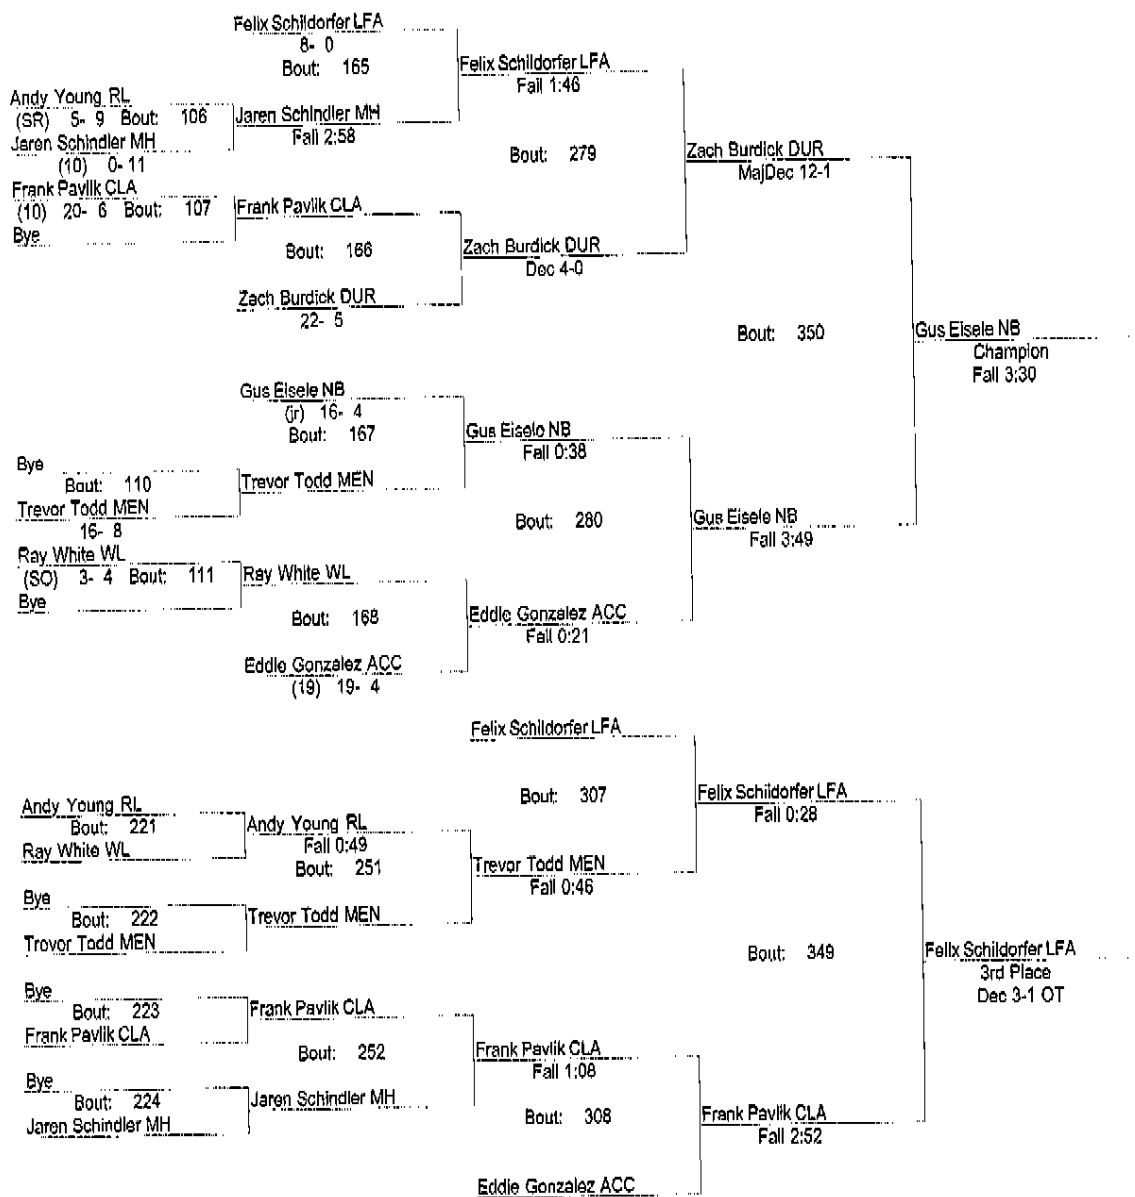 Felix Schildorfer LFA
8- 0
Bout: 165
Felix Schildorfer LFA
Fall 1:46
Andy Young RL
(SR) 5- 9 Bout: 106
Jaren Schindler MH
Fall 2:58
Jaren Schindler MH
(10) 0-11
Bout: 279
Zach Burdick DUR
MajDec 12-1
Frank Pavlik CLA
(10) 20- 6 Bout: 107
Frank Pavlik CLA
Bye
Bout: 166
Zach Burdick DUR
Dec 4-0
Zach Burdick DUR
22- 5
Bout: 350
Gus Eisele NB
Champion
Fall 3:30
Gus Eisele NB
(jr) 16- 4
Bout: 167
Gus Eisele NB
Fall 0:38
Bye
Bout: 110
Trevor Todd MEN
Trevor Todd MEN
16- 8
Bout: 280
Gus Eisele NB
Fall 3:49
Ray White WL
(SO) 3- 4 Bout: 111
Ray White WL
Bye
Bout: 168
Eddie Gonzalez ACC
Fall 0:21
Eddie Gonzalez ACC
(19) 19- 4
Felix Schildorfer LFA
Bout: 307
Felix Schildorfer LFA
Fall 0:28
Andy Young RL
Bout: 221
Andy Young RL
Fall 0:49
Ray White WL
Bout: 251
Trevor Todd MEN
Fall 0:46
Bye
Bout: 222
Trevor Todd MEN
Trevor Todd MEN
Bout: 349
Felix Schildorfer LFA
3rd Place
Dec 3-1 OT
Bye
Bout: 223
Frank Pavlik CLA
Frank Pavlik CLA
Bout: 252
Frank Pavlik CLA
Fall 1:08
Bye
Bout: 224
Jaren Schindler MH
Jaren Schindler MH
Bout: 308
Frank Pavlik CLA
Fall 2:52
Eddie Gonzalez ACC